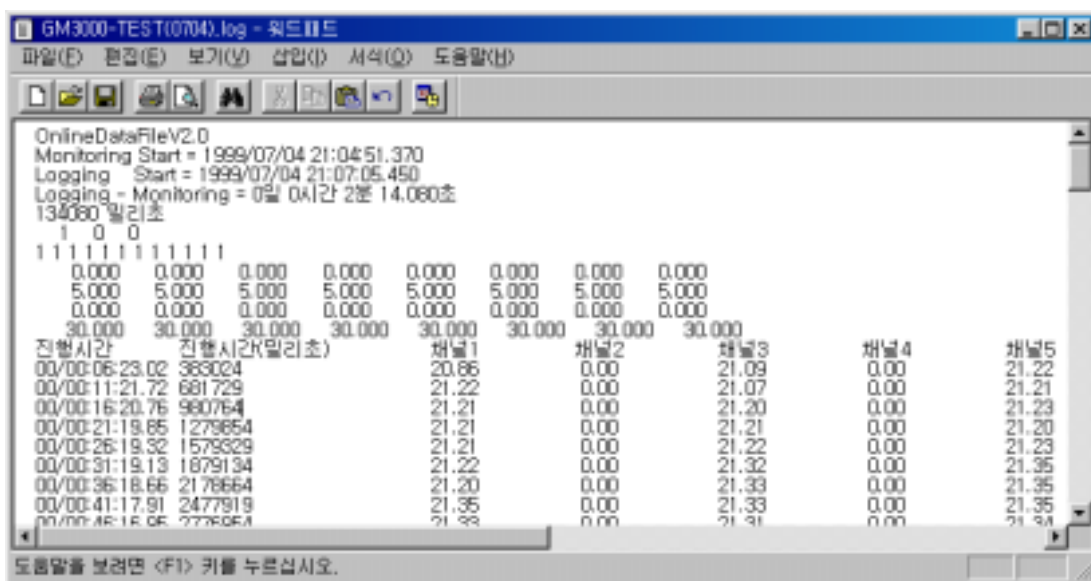 GM3000-TEST(0704).log - 워드패드
파일(F) 편집(E) 보기(V) 삽입(I) 서식(O) 도움말(H)
OnlineDataFileV2.0
Monitoring Start = 1999/07/04 21:04:51.370
Logging Start = 1999/07/04 21:07:05.450
Logging - Monitoring = 0일 0시간 2분 14.080초
134080 밀리초
1 0 0
1 1 1 1 1 1 1 1 1 1 1 1
0.000 0.000 0.000 0.000 0.000 0.000 0.000 0.000
5.000 5.000 5.000 5.000 5.000 5.000 5.000 5.000
0.000 0.000 0.000 0.000 0.000 0.000 0.000 0.000
30.000 30.000 30.000 30.000 30.000 30.000 30.000 30.000
진행시간 진행시간(밀리초) 채널1 채널2 채널3 채널4 채널5
00/00:06:23.02 383024 20.86 0.00 21.09 0.00 21.22
00/00:11:21.72 681729 21.22 0.00 21.07 0.00 21.21
00/00:16:20.76 980764 21.21 0.00 21.20 0.00 21.23
00/00:21:19.85 1279854 21.21 0.00 21.21 0.00 21.20
00/00:26:19.32 1579329 21.21 0.00 21.22 0.00 21.23
00/00:31:19.13 1879134 21.22 0.00 21.32 0.00 21.35
00/00:36:18.66 2178664 21.20 0.00 21.33 0.00 21.35
00/00:41:17.91 2477919 21.35 0.00 21.33 0.00 21.35
00/00:46:16.95 2776954 21.33 0.00 21.31 0.00 21.34
도움말을 보려면 <F1> 키를 누르십시오.